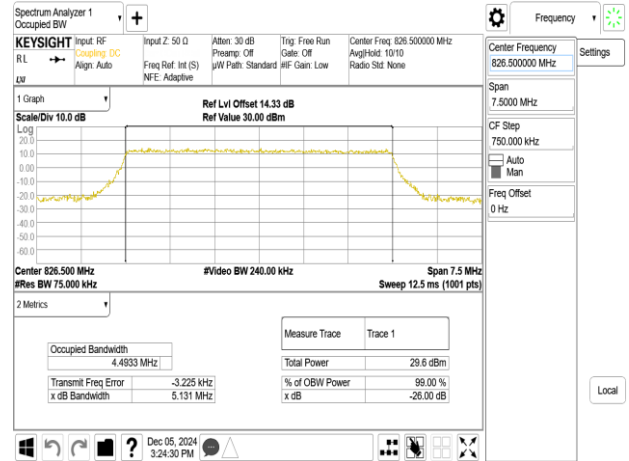 Spectrum Analyzer 1
Occupied BW
+
Frequency
KEYSIGHT Input: RF Input Z: 50 Ω Atten: 30 dB Trig: Free Run Center Freq: 826.500000 MHz
RL Coupling: DC Preamp: Off Gate: Off Avg|Hold: 10/10
Align: Auto Freq Ref: Int (S) µW Path: Standard #IF Gain: Low Radio Std: None
LXI NFE: Adaptive
Center Frequency
826.500000 MHz
Settings
Span
7.5000 MHz
CF Step
750.000 kHz
Auto
Man
Freq Offset
0 Hz
Local
1 Graph
Ref Lvl Offset 14.33 dB
Scale/Div 10.0 dB Ref Value 30.00 dBm
Log
20.0
10.0
0.00
-10.0
-20.0
-30.0
-40.0
-50.0
-60.0
Center 826.500 MHz #Video BW 240.00 kHz Span 7.5 MHz
#Res BW 75.000 kHz Sweep 12.5 ms (1001 pts)
2 Metrics
Measure Trace Trace 1
Occupied Bandwidth
4.4933 MHz
Total Power 29.6 dBm
Transmit Freq Error -3.225 kHz % of OBW Power 99.00 %
x dB Bandwidth 5.131 MHz x dB -26.00 dB
?
Dec 05, 2024
3:24:30 PM